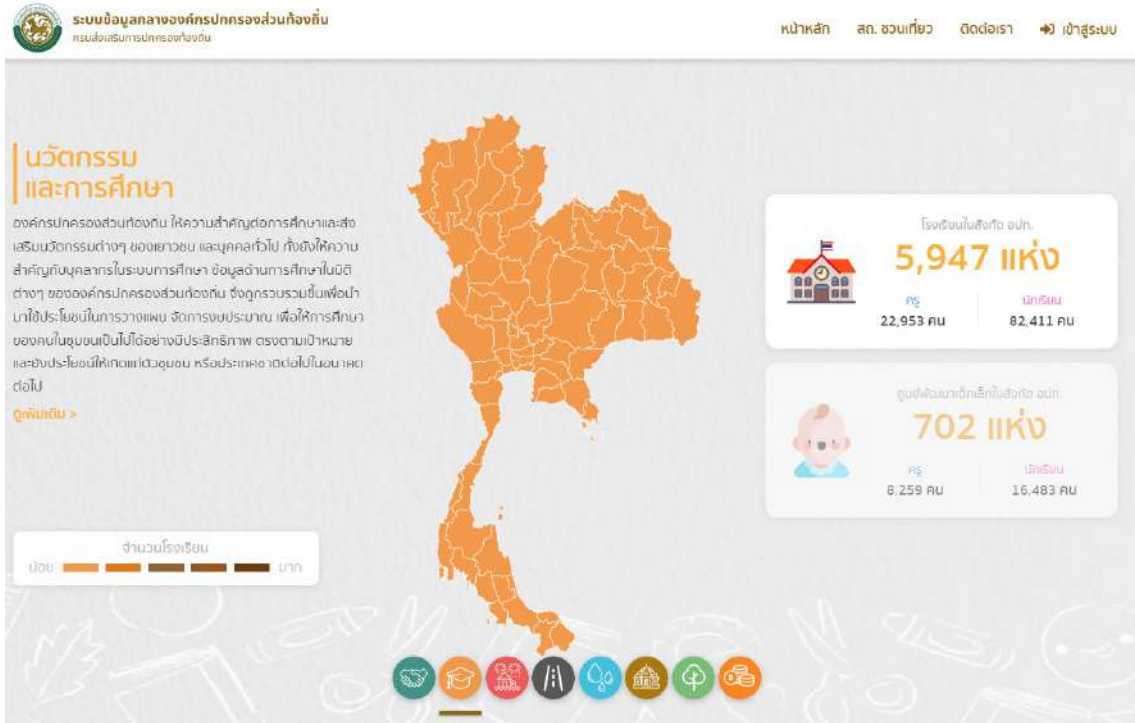 ระบบข้อมูลกลางองค์กรปกครองส่วนท้องถิ่น
กรมส่งเสริมการปกครองท้องถิ่น
หน้าหลัก สถ. ชวนเที่ยว ติดต่อเรา เข้าสู่ระบบ
นวัตกรรม
และการศึกษา
องค์กรปกครองส่วนท้องถิ่น ให้ความสำคัญต่อการศึกษาและส่ง
เสริมนวัตกรรมต่างๆ ของเยาวชน และบุคคลทั่วไป ทั้งยังให้ความ
สำคัญกับบุคลากรในระบบการศึกษา ข้อมูลด้านการศึกษาในมิติ
ต่างๆ ขององค์กรปกครองส่วนท้องถิ่น จึงถูกรวบรวมขึ้นเพื่อนำ
มาใช้ประโยชน์ในการวางแผน จัดการงบประมาณ เพื่อให้การศึกษา
ของคนในชุมชนเป็นไปได้อย่างมีประสิทธิภาพ ตรงตามเป้าหมาย
และยังประโยชน์ให้เกิดแก่ตัวชุมชน หรือประเทศชาติต่อไปในอนาคต
ต่อไป
ดูเพิ่มเติม >
โรงเรียนในสังกัด อปท.
5,947 แห่ง
ครู นักเรียน
22,953 คน 82,411 คน
ศูนย์พัฒนาเด็กเล็กในสังกัด อปท.
702 แห่ง
ครู นักเรียน
8,259 คน 16,483 คน
จำนวนโรงเรียน
น้อย มาก